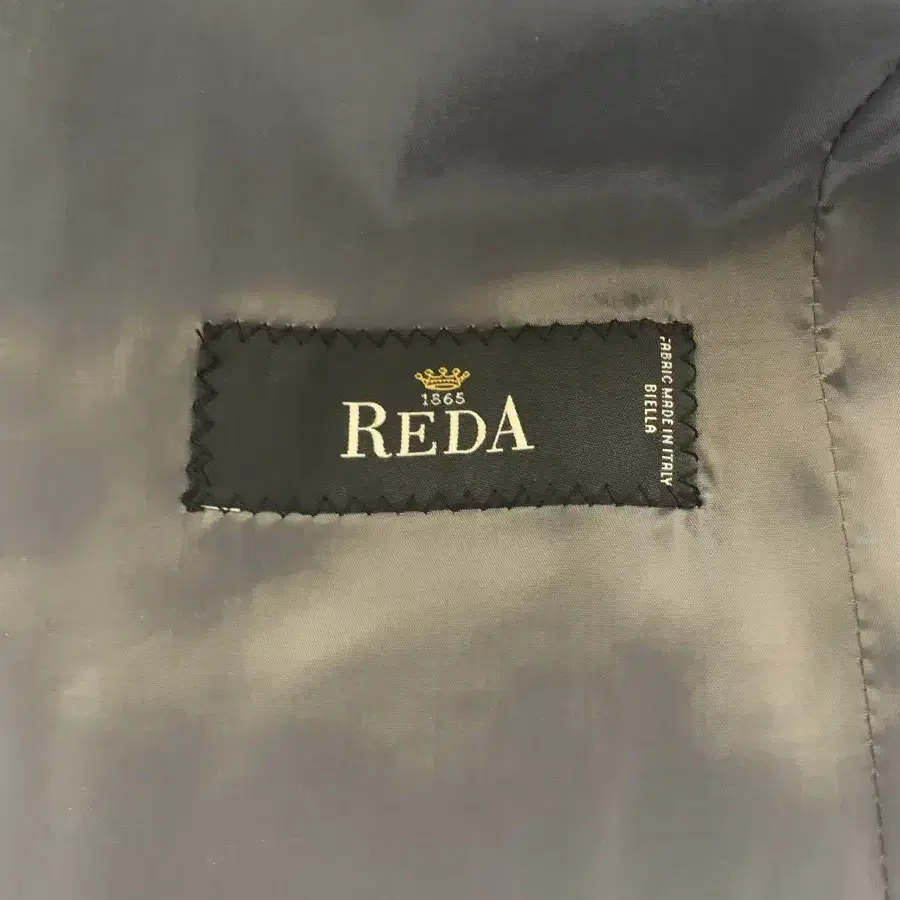 1865
REDA
FABRIC MADE IN ITALY
BIELLA